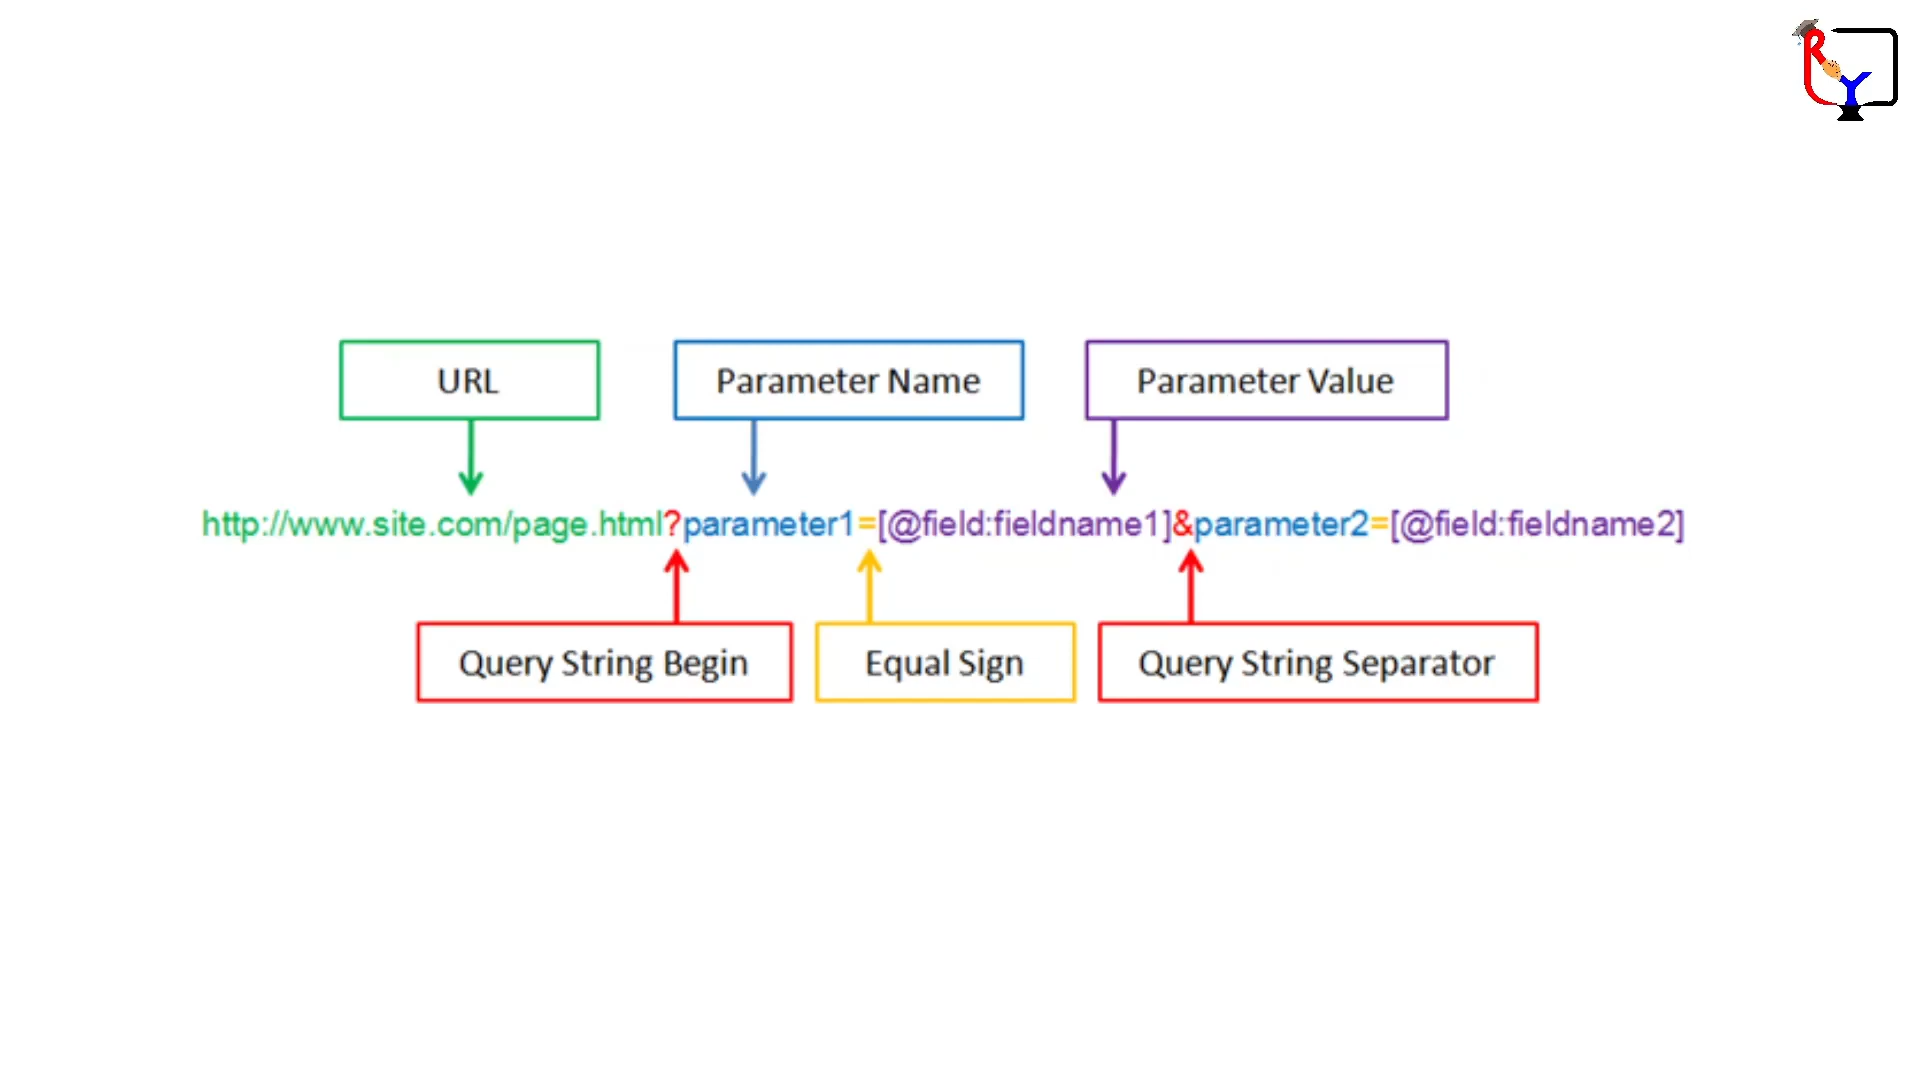 R
Y
URL
Parameter Name
Parameter Value
http://www.site.com/page.html?parameter1=[@field:fieldname1]&parameter2=[@field:fieldname2]
Query String Begin
Equal Sign
Query String Separator